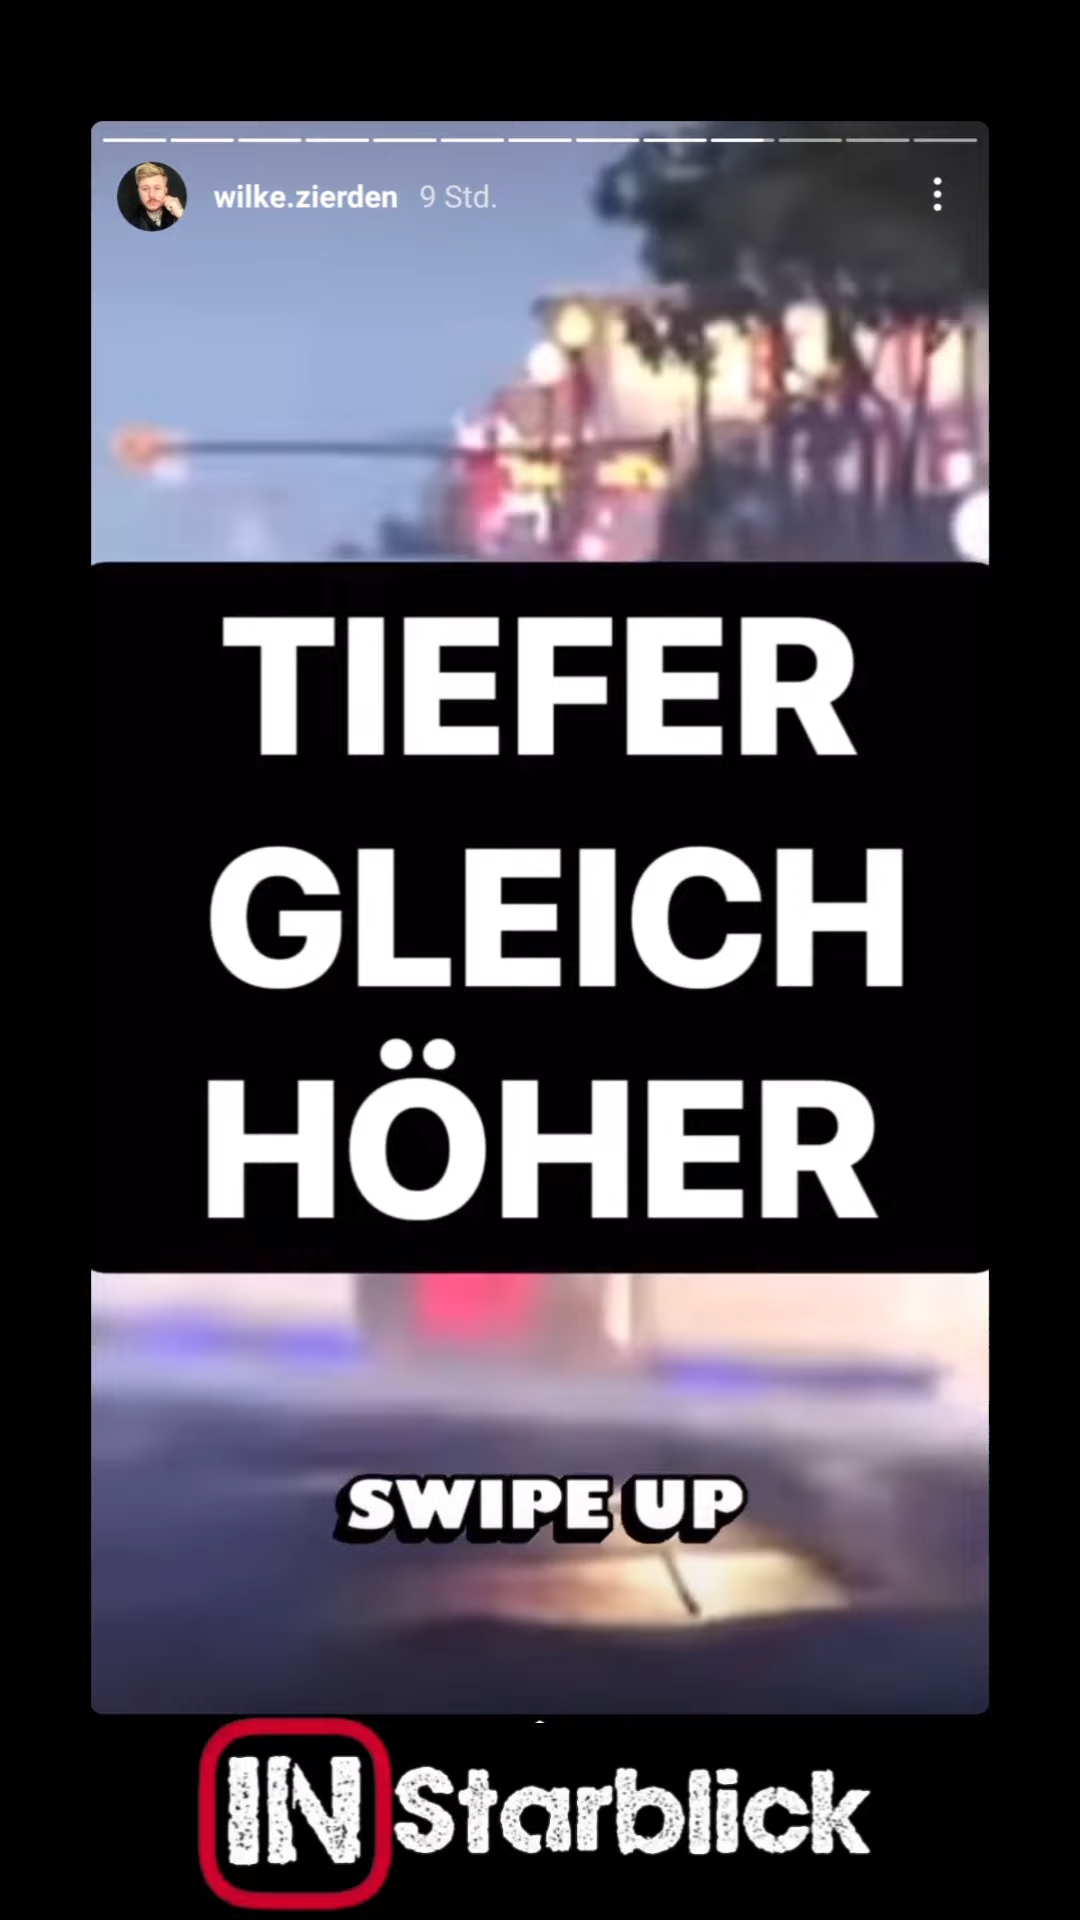 wilke.zierden 9 Std.
TIEFER
GLEICH
HÖHER
SWIPE UP
IN Starblick